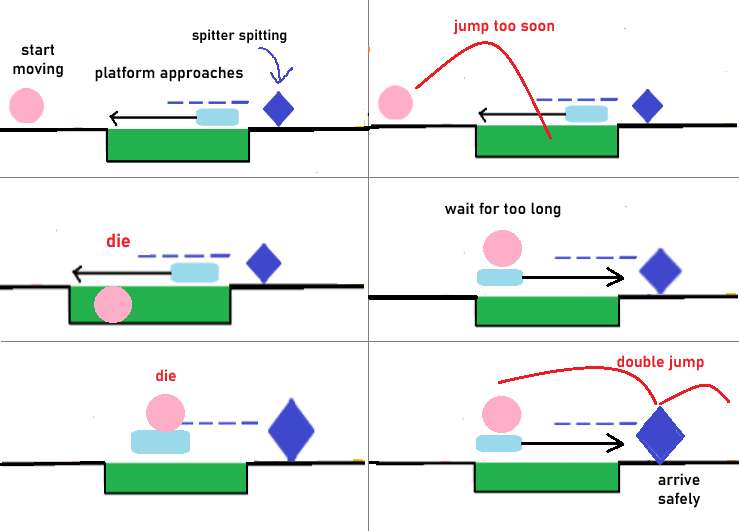 start
moving
platform approaches
spitter spitting
jump too soon
die
wait for too long
die
double jump
arrive
safely